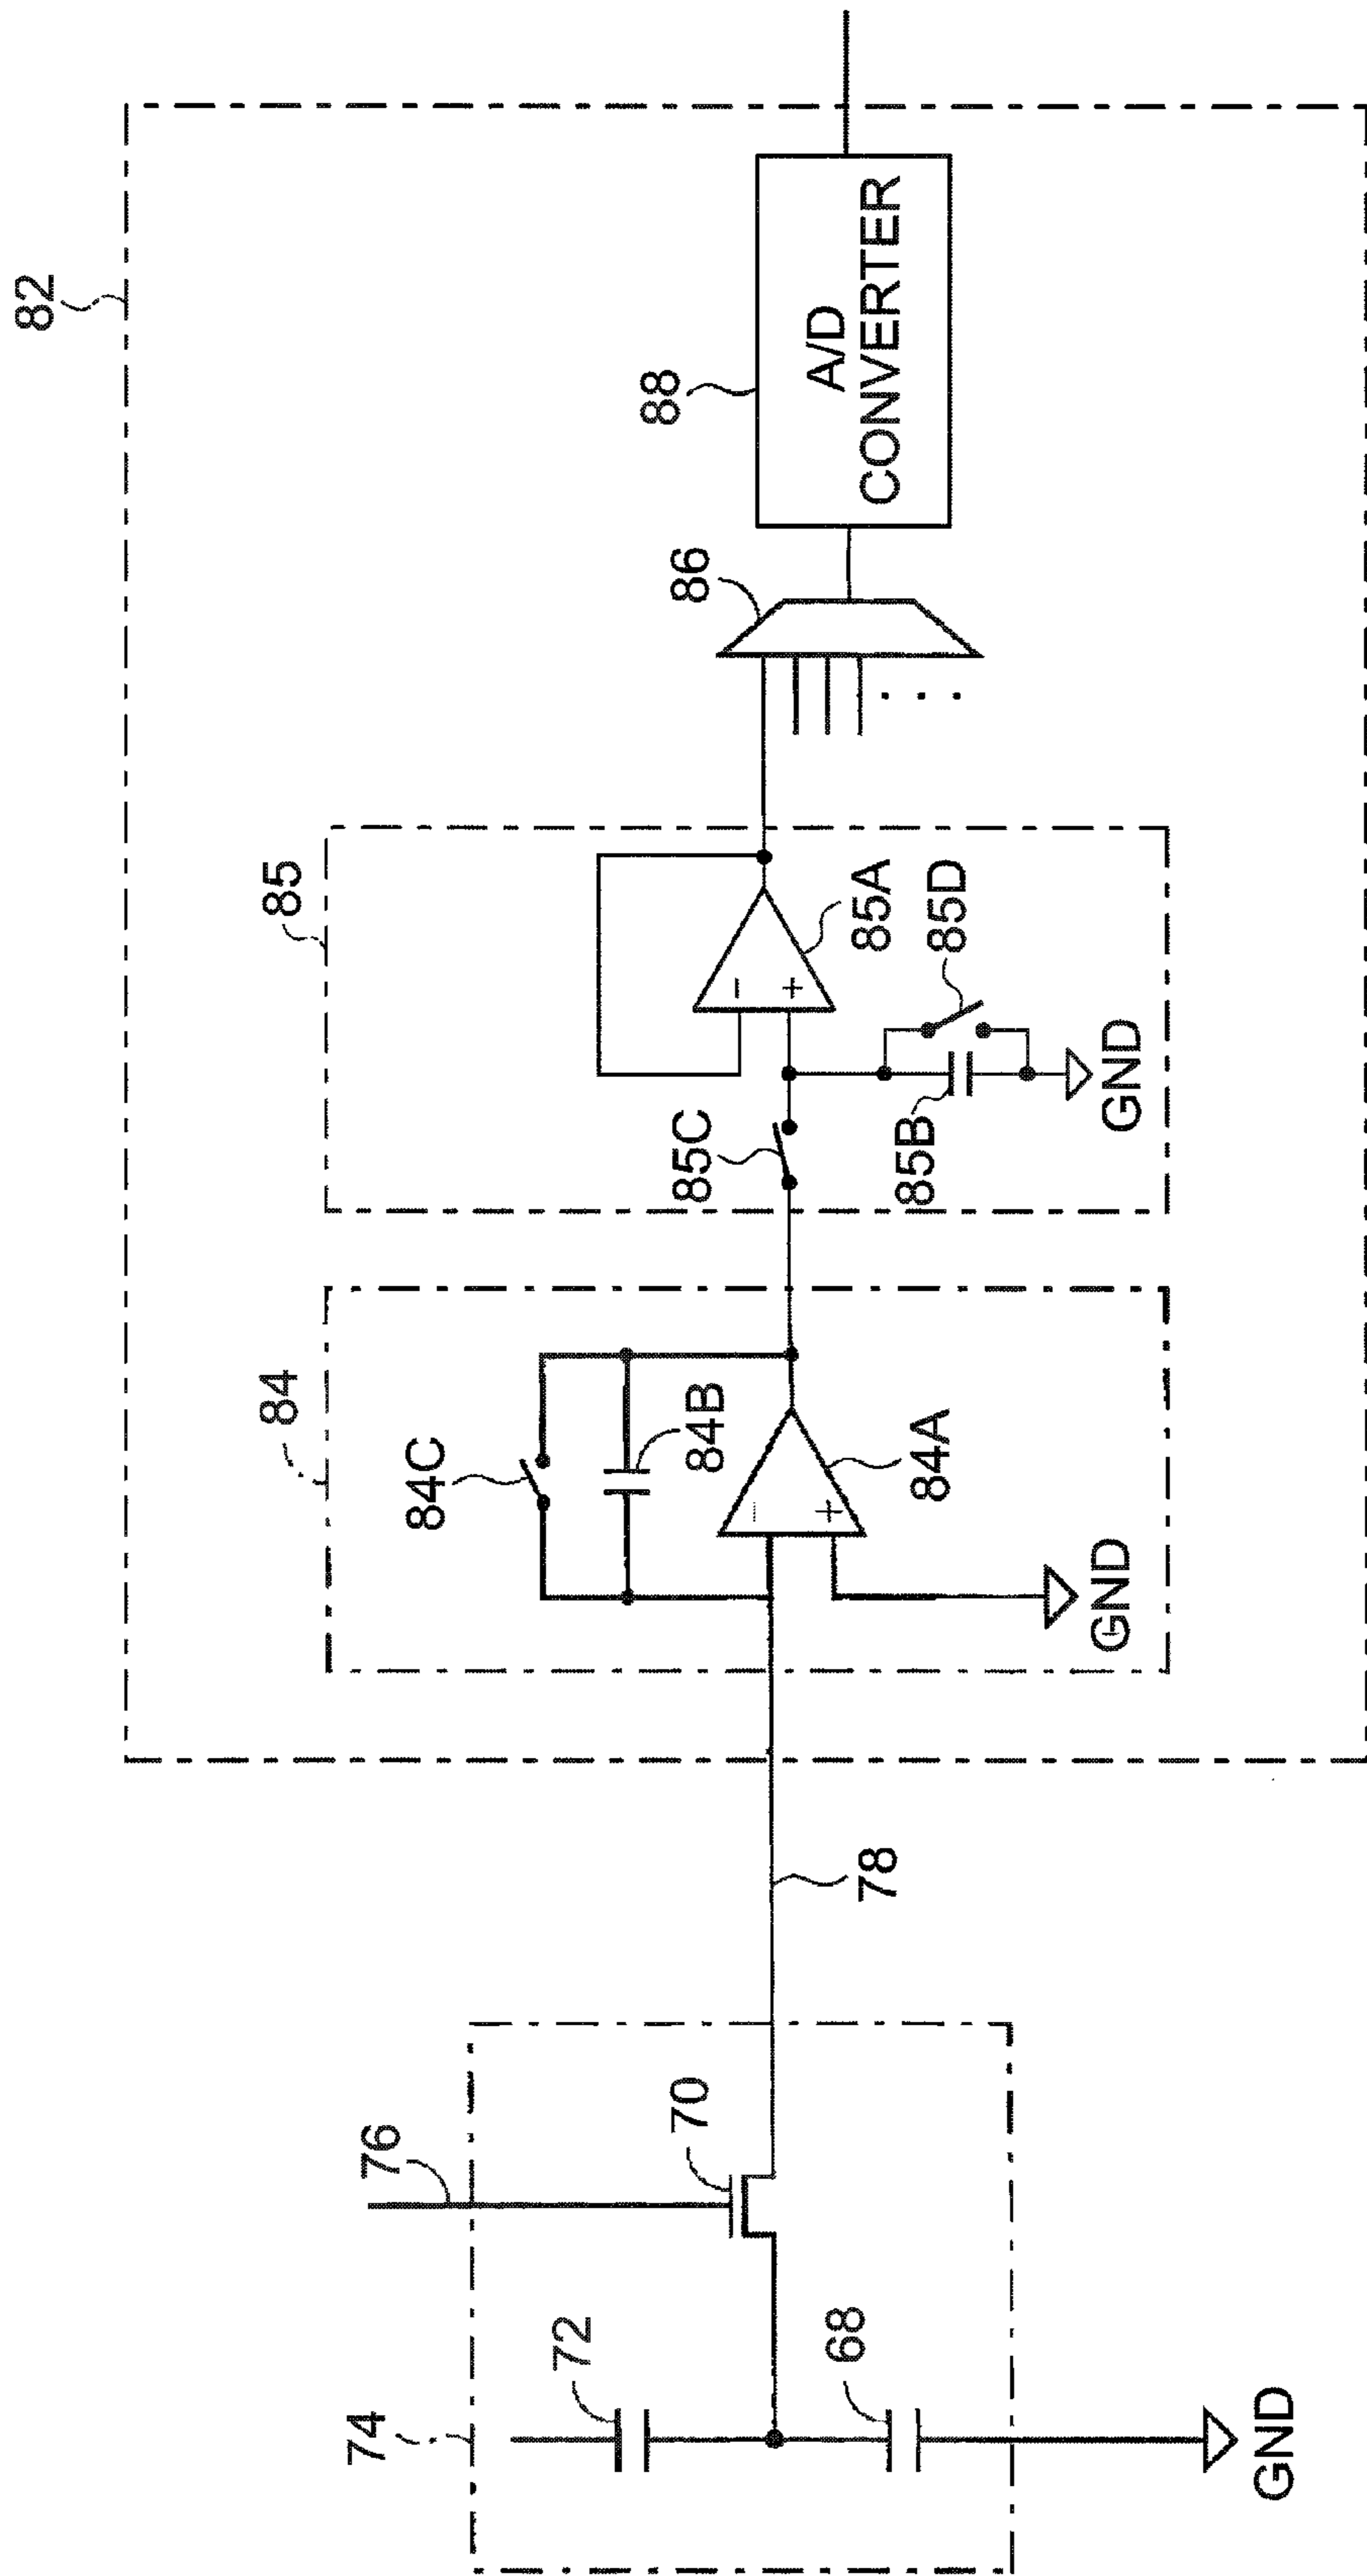 82
88
A/D
CONVERTER
86
85
85A
85D
85C
85B
GND
−
+
84
84C
84B
84A
GND
−
+
78
76
70
74
72
68
GND